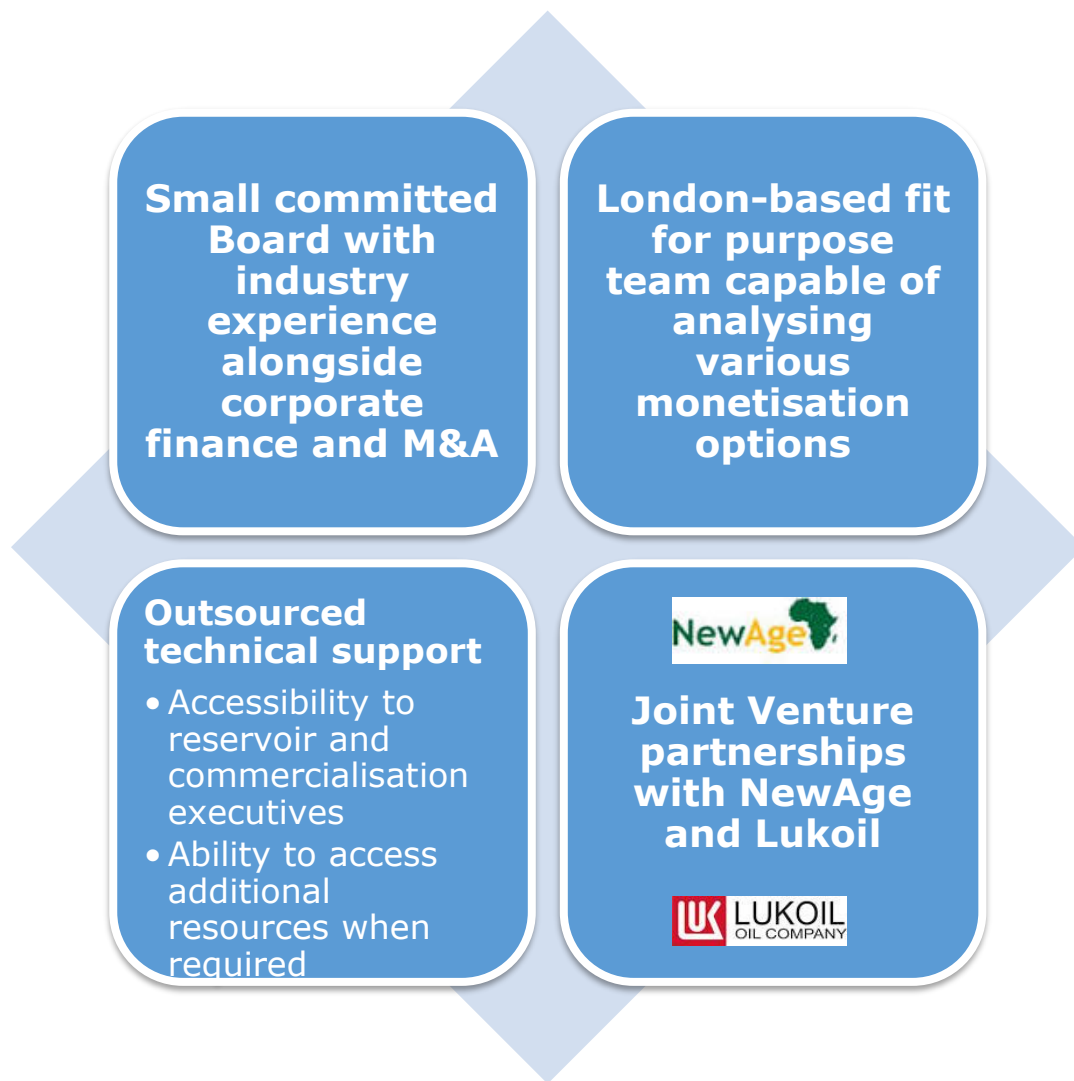 Small committed
Board with
industry
experience
alongside
corporate
finance and M&A
London-based fit
for purpose
team capable of
analysing
various
monetisation
options
Outsourced
technical support
• Accessibility to
reservoir and
commercialisation
executives
• Ability to access
additional
resources when
required
NewAge
Joint Venture
partnerships
with NewAge
and Lukoil
LUK LUKOIL
OIL COMPANY